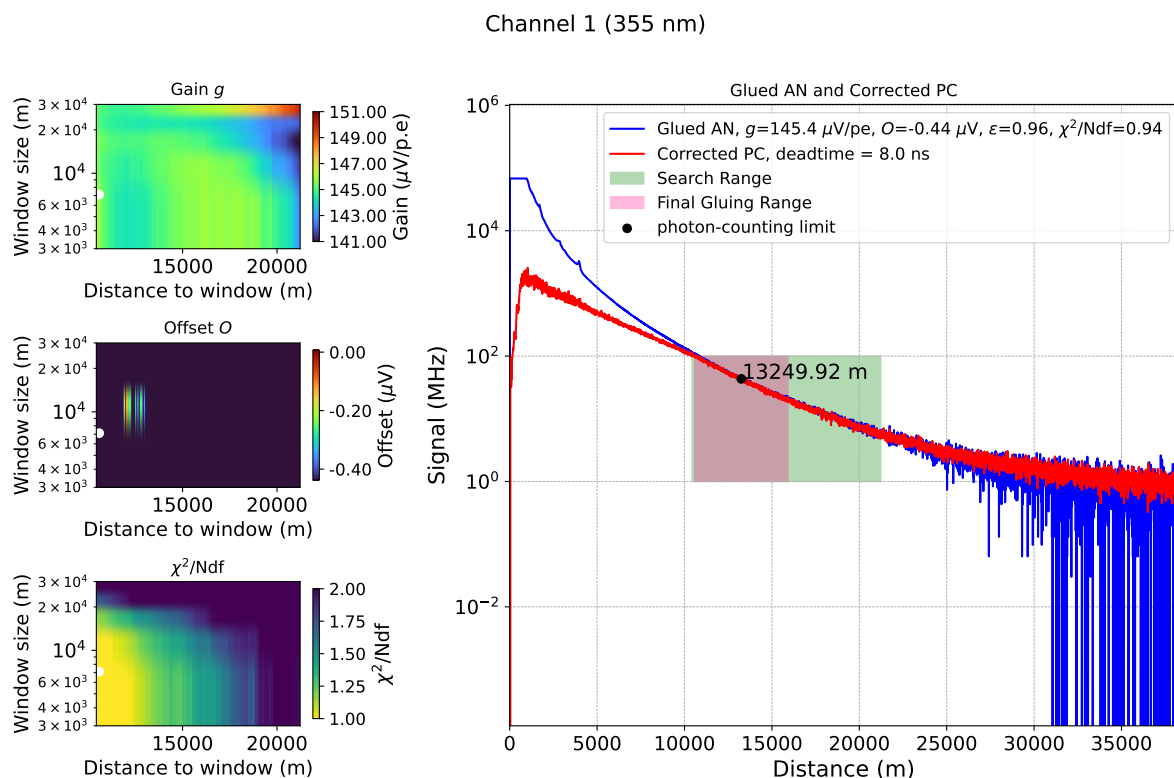 Channel 1 (355 nm)
Gain g
Window size (m)
3 × 10⁴
2 × 10⁴
10⁴
6 × 10³
4 × 10³
3 × 10³
15000
20000
Distance to window (m)
151.00
149.00
147.00
145.00
143.00
141.00
Gain (μV/p.e)
Offset O
Window size (m)
3 × 10⁴
2 × 10⁴
10⁴
6 × 10³
4 × 10³
3 × 10³
15000
20000
Distance to window (m)
0.00
-0.20
-0.40
Offset (μV)
χ²/Ndf
Window size (m)
3 × 10⁴
2 × 10⁴
10⁴
6 × 10³
4 × 10³
3 × 10³
15000
20000
Distance to window (m)
2.00
1.75
1.50
1.25
1.00
χ²/Ndf
Glued AN and Corrected PC
Signal (MHz)
10⁶
10⁴
10²
10⁰
10⁻²
Glued AN, g=145.4 μV/pe, O=-0.44 μV, ε=0.96, χ²/Ndf=0.94
Corrected PC, deadtime = 8.0 ns
Search Range
Final Gluing Range
photon-counting limit
13249.92 m
0
5000
10000
15000
20000
25000
30000
35000
Distance (m)